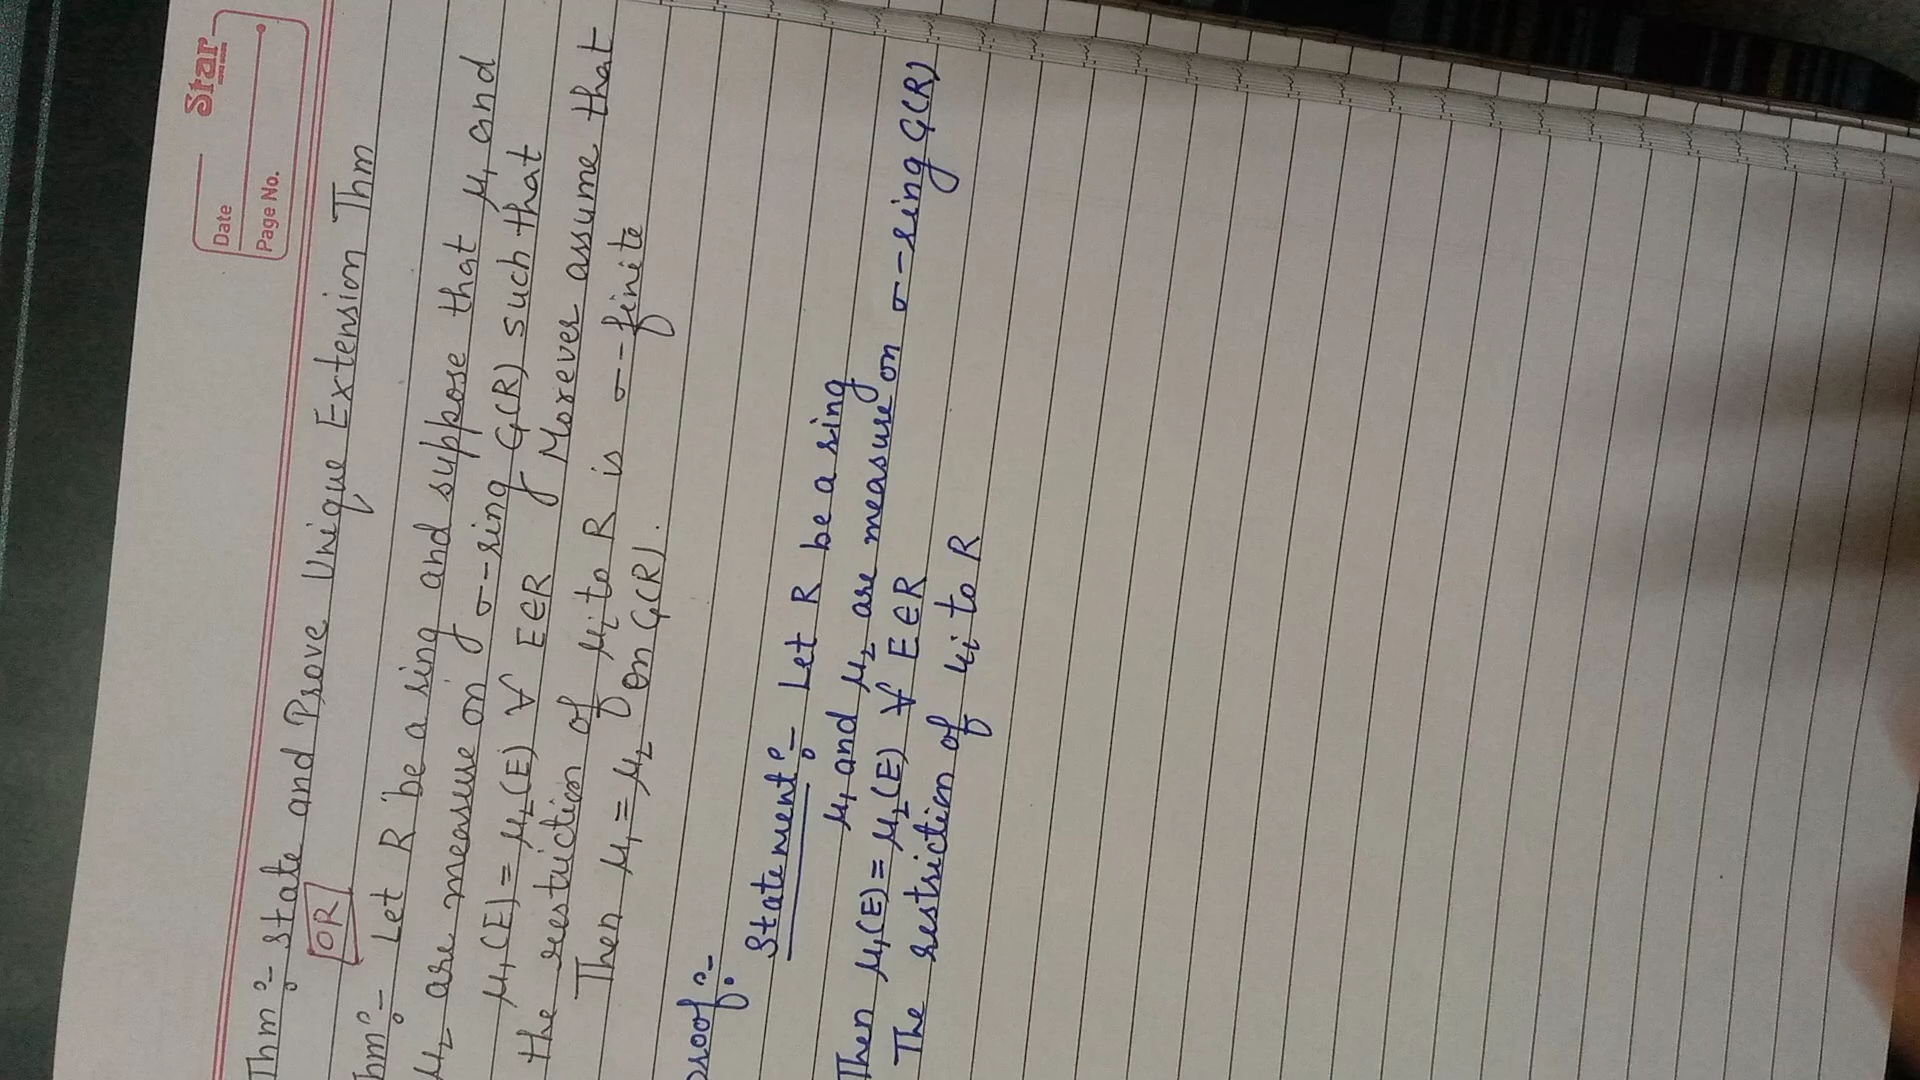 Star
Date
Page No.
Thm :- State and Prove Unique Extension Thm
OR
hm :- Let R be a ring and suppose that μ₁ and
μ₂ are measure on σ-ring G(R) such that
μ₁(E) = μ₂(E) ∀ E∈R Morever assume that
the restriction of μᵢ to R is σ-finite
Then μ₁ = μ₂ on G(R).
proof :-
Statement :- Let R be a ring
μ₁ and μ₂ are measure on σ-ring G(R)
Then μ₁(E) = μ₂(E) ∀ E∈R
The restriction of μi to R